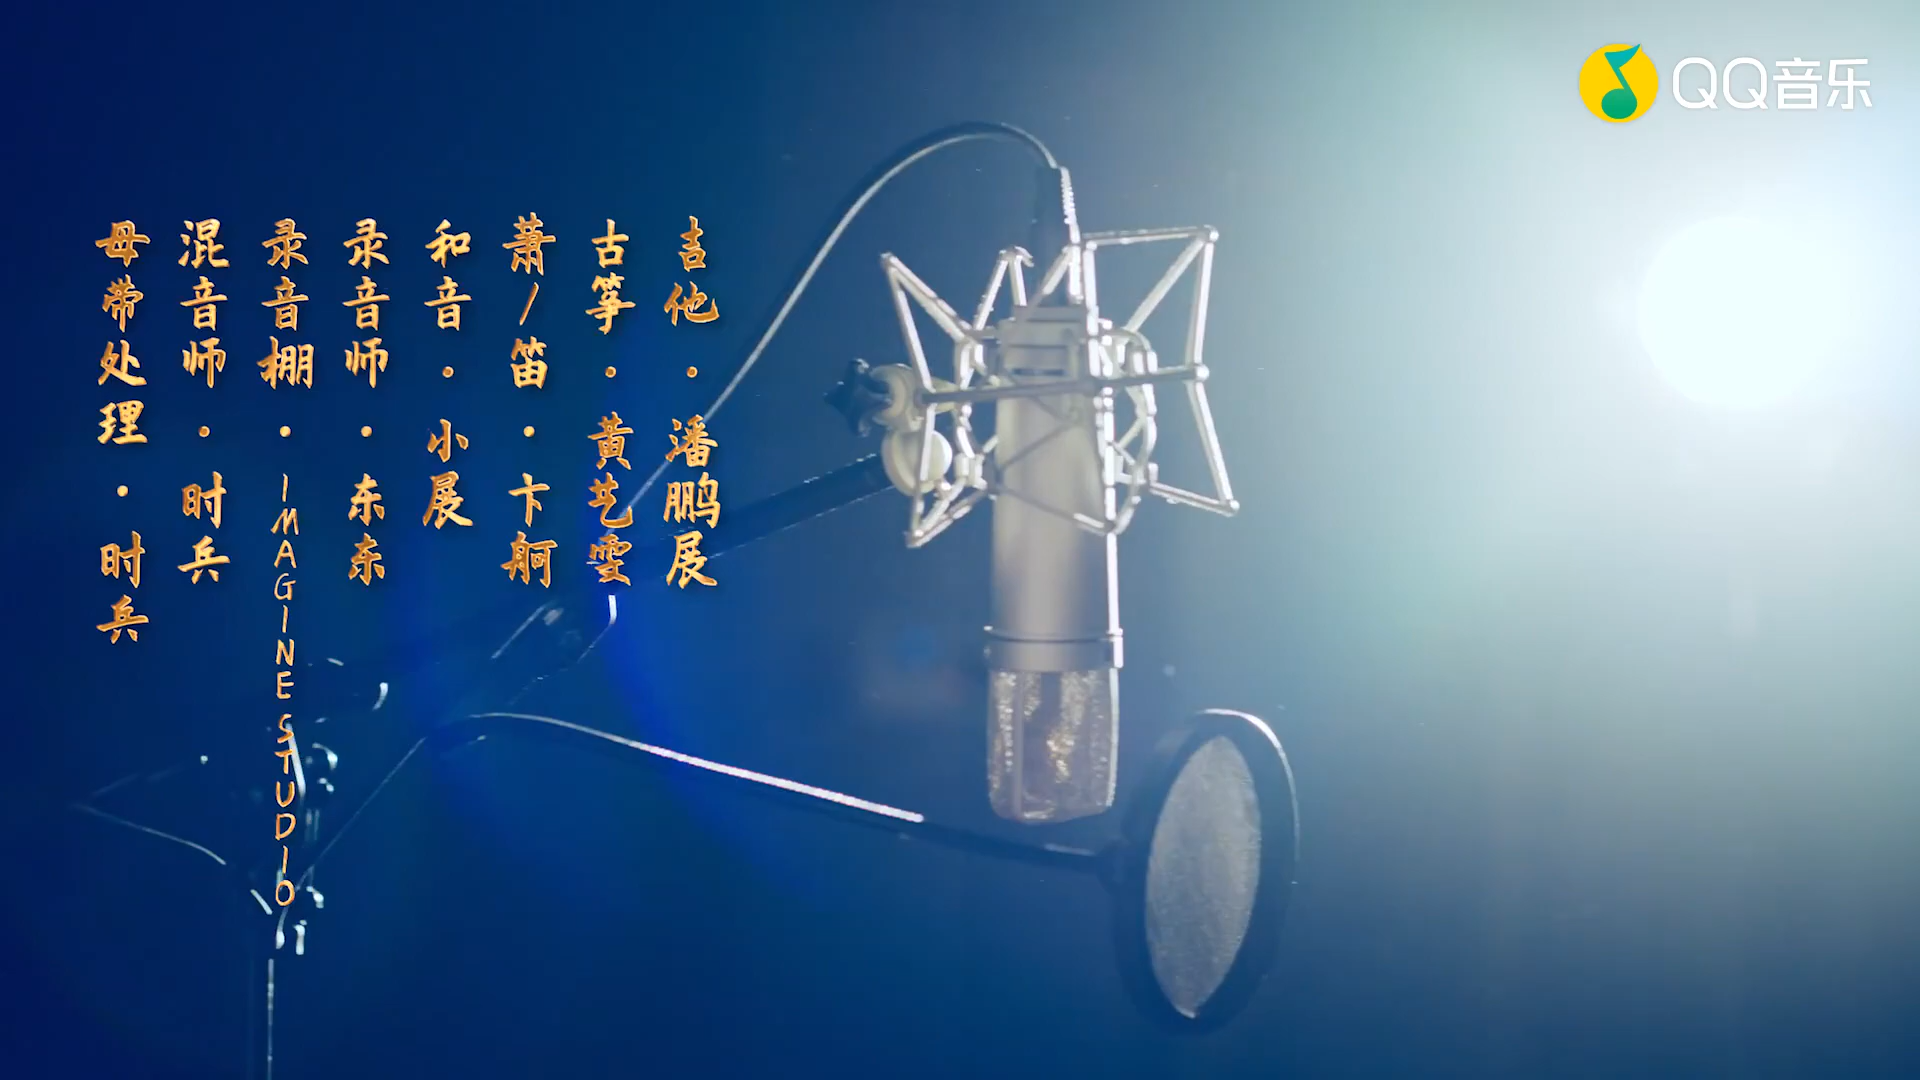 吉他·潘鹏展
古筝·黄艺雯
萧/笛·卞舸
和音·小展
录音师·东东
录音棚·IMAGINE STUDIO
混音师·时兵
母带处理·时兵
QQ音乐